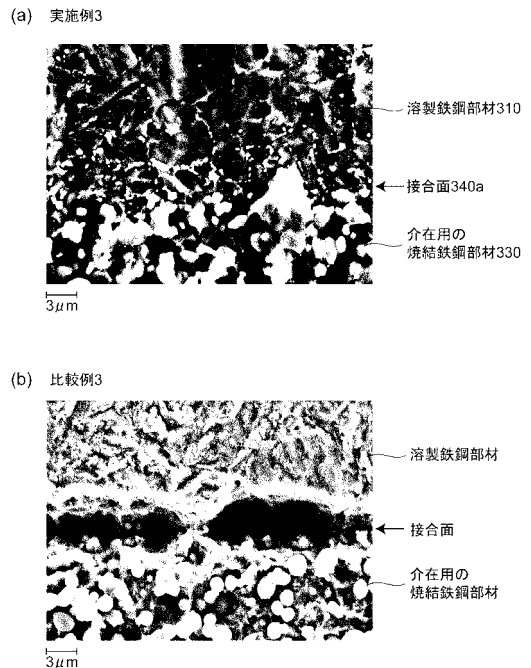 (a) 実施例3
溶製鉄鋼部材310
接合面340a
介在用の
焼結鉄鋼部材330
3μm
(b) 比較例3
溶製鉄鋼部材
接合面
介在用の
焼結鉄鋼部材
3μm